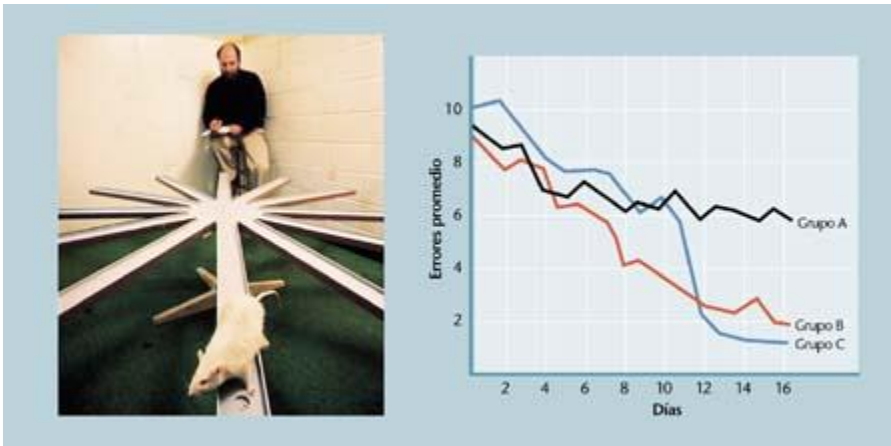 Errores promedio
10
8
6
4
2
Grupo A
Grupo B
Grupo C
2 4 6 8 10 12 14 16
Días